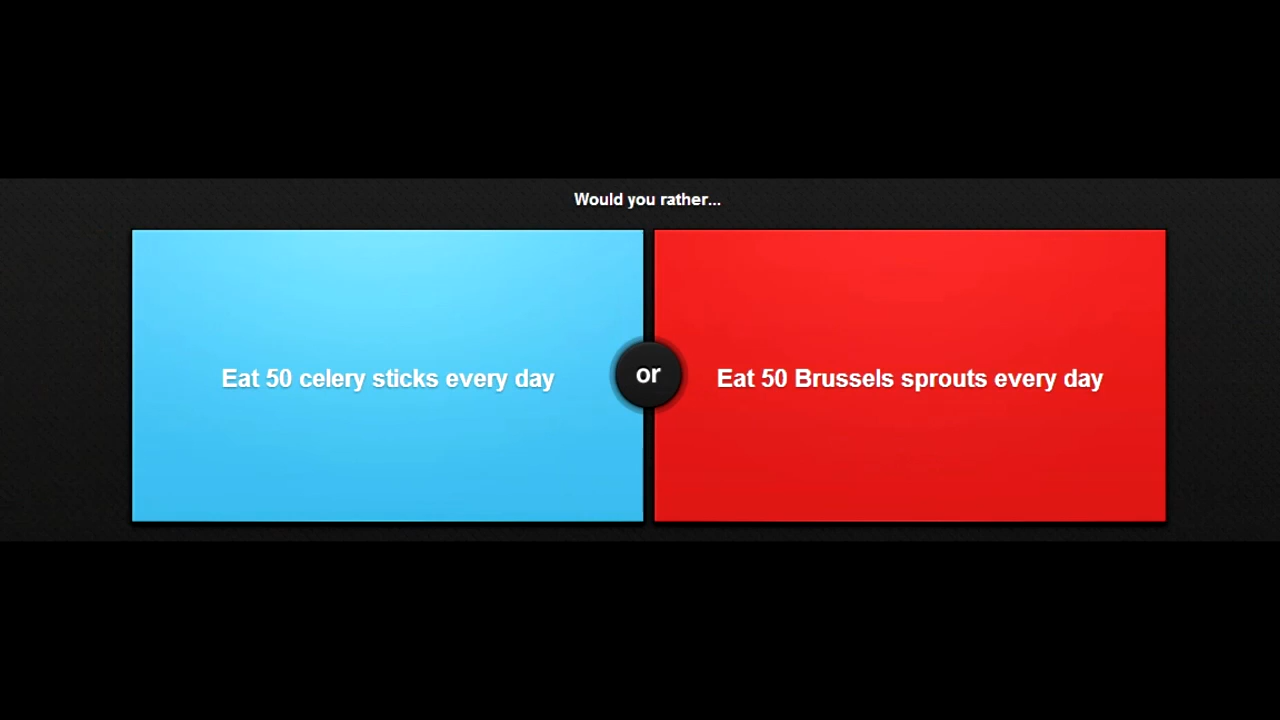 Would you rather...
Eat 50 celery sticks every day
or
Eat 50 Brussels sprouts every day